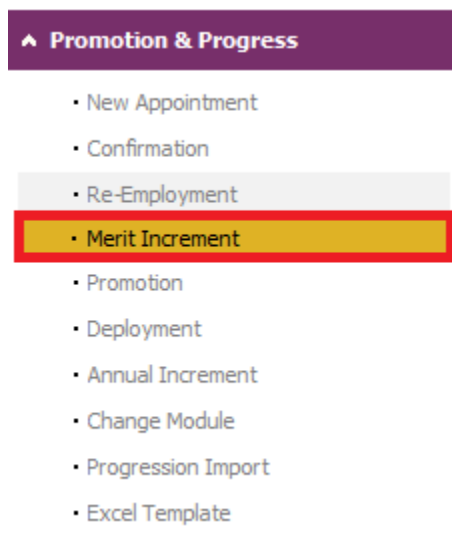 Promotion & Progress
• New Appointment
• Confirmation
• Re-Employment
• Merit Increment
• Promotion
• Deployment
• Annual Increment
• Change Module
• Progression Import
• Excel Template